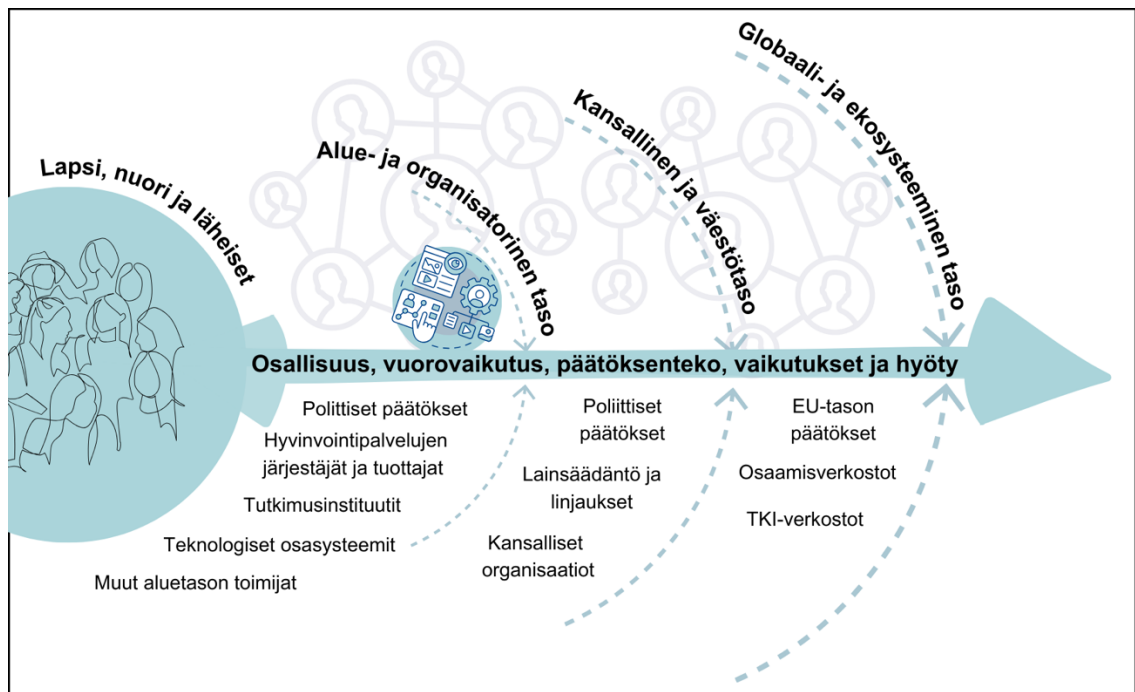 Lapsi, nuori ja läheiset
Alue- ja organisatorinen taso
Kansallinen ja väestötaso
Globaali- ja ekosysteeminen taso
Osallisuus, vuorovaikutus, päätöksenteko, vaikutukset ja hyöty
Polittiset päätökset
Hyvinvointipalvelujen
järjestäjät ja tuottajat
Tutkimusinstituutit
Teknologiset osasysteemit
Muut aluetason toimijat
Poliittiset
päätökset
Lainsäädäntö ja
linjaukset
Kansalliset
organisaatiot
EU-tason
päätökset
Osaamisverkostot
TKI-verkostot